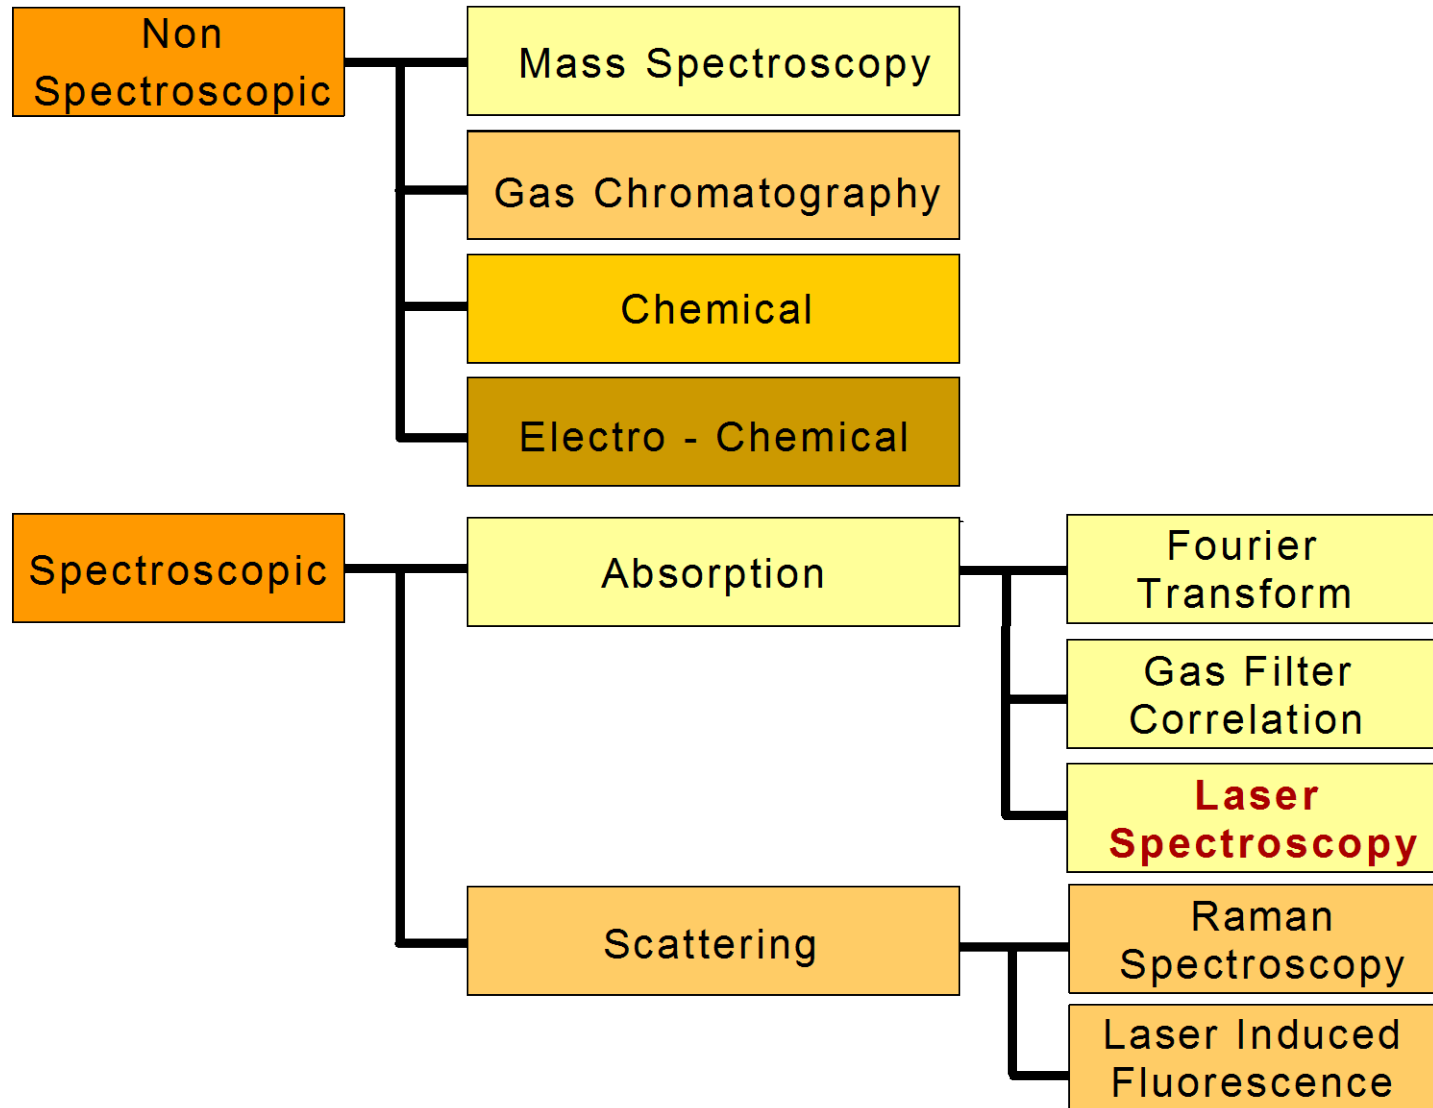 Non
Spectroscopic
Mass Spectroscopy
Gas Chromatography
Chemical
Electro - Chemical
Spectroscopic
Absorption
Fourier
Transform
Gas Filter
Correlation
Laser
Spectroscopy
Scattering
Raman
Spectroscopy
Laser Induced
Fluorescence